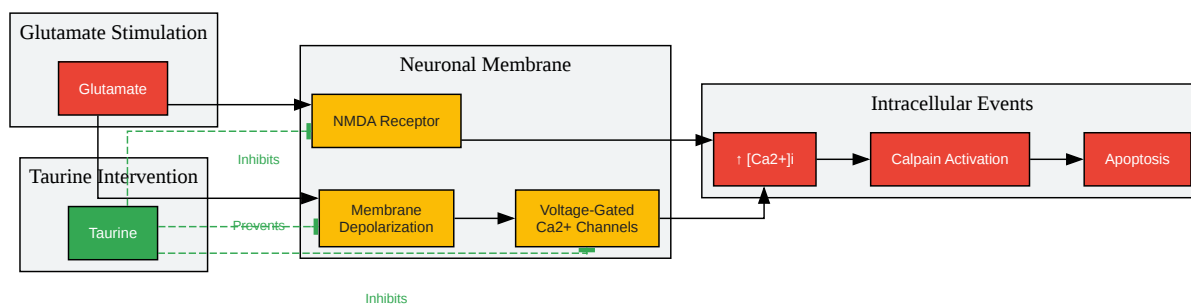 Glutamate Stimulation
Glutamate
Taurine Intervention
Taurine
Inhibits
Prevents
Inhibits
Neuronal Membrane
NMDA Receptor
Membrane
Depolarization
Voltage-Gated
Ca2+ Channels
Intracellular Events
↑ [Ca2+]i
Calpain Activation
Apoptosis